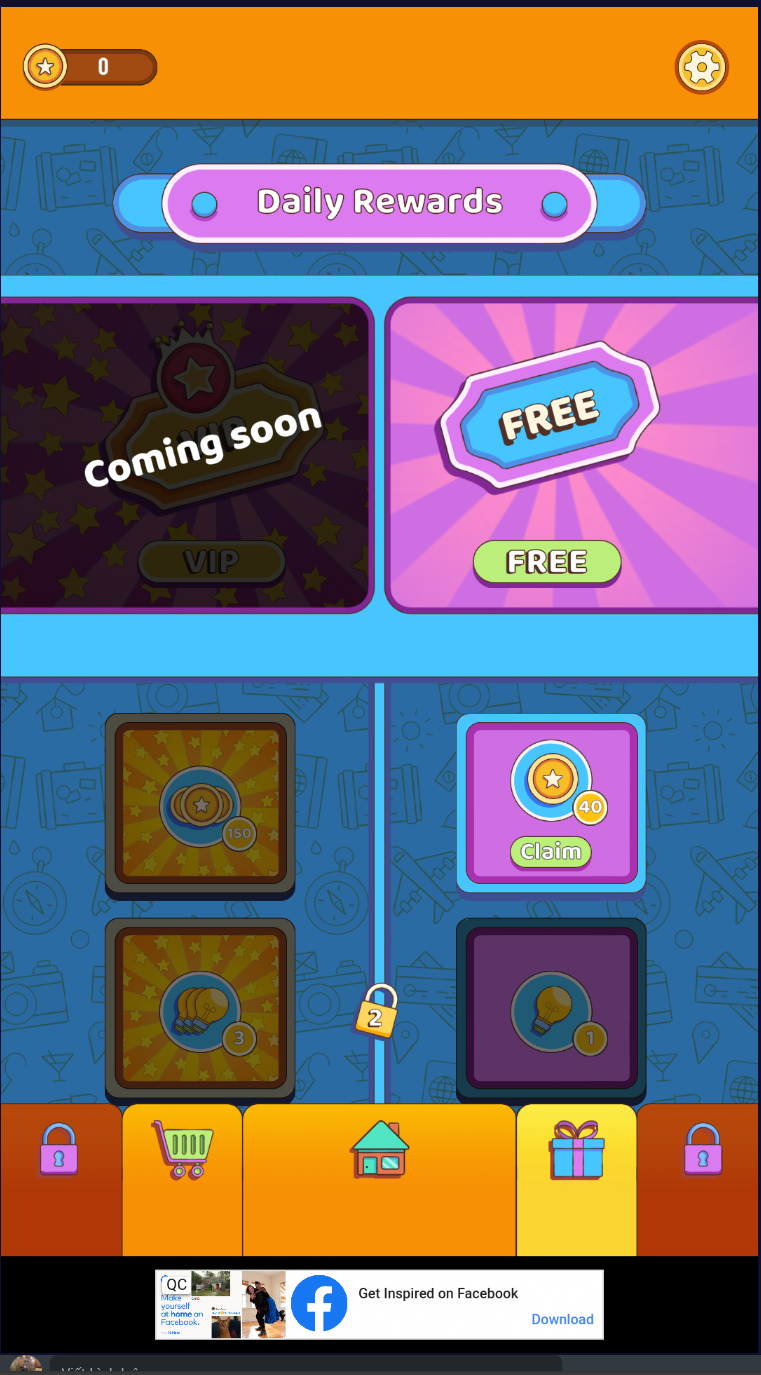 0
Daily Rewards
Coming soon
FREE
VIP
FREE
150
40
Claim
2
3
1
QC
Make
yourself
at home on
Facebook.
Get Inspired on Facebook
Download